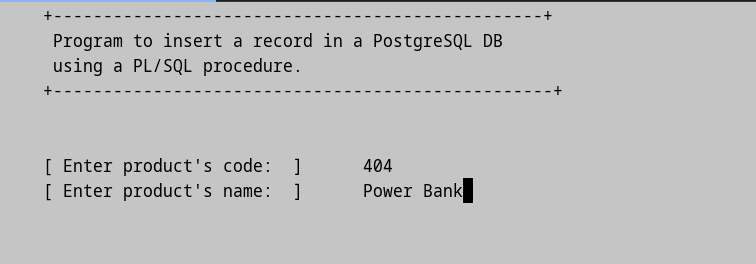 +-------------------------------------------------+
Program to insert a record in a PostgreSQL DB
using a PL/SQL procedure.
+--------------------------------------------------+
[ Enter product's code:  ]      404
[ Enter product's name:  ]      Power Bank